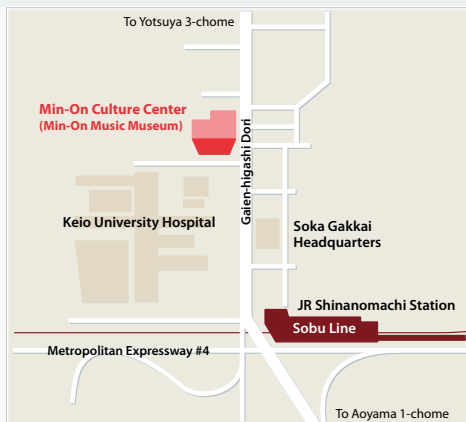 To Yotsuya 3-chome
Min-On Culture Center
(Min-On Music Museum)
Gaien-higashi Dori
Keio University Hospital
Soka Gakkai
Headquarters
JR Shinanomachi Station
Sobu Line
Metropolitan Expressway #4
To Aoyama 1-chome